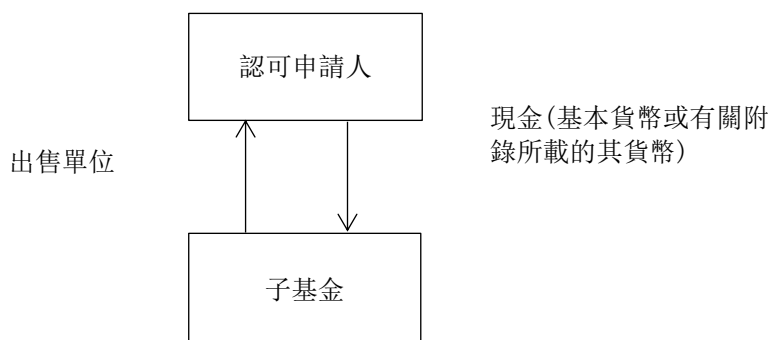 認可申請人
現金(基本貨幣或有關附
錄所載的其貨幣)
出售單位
子基金